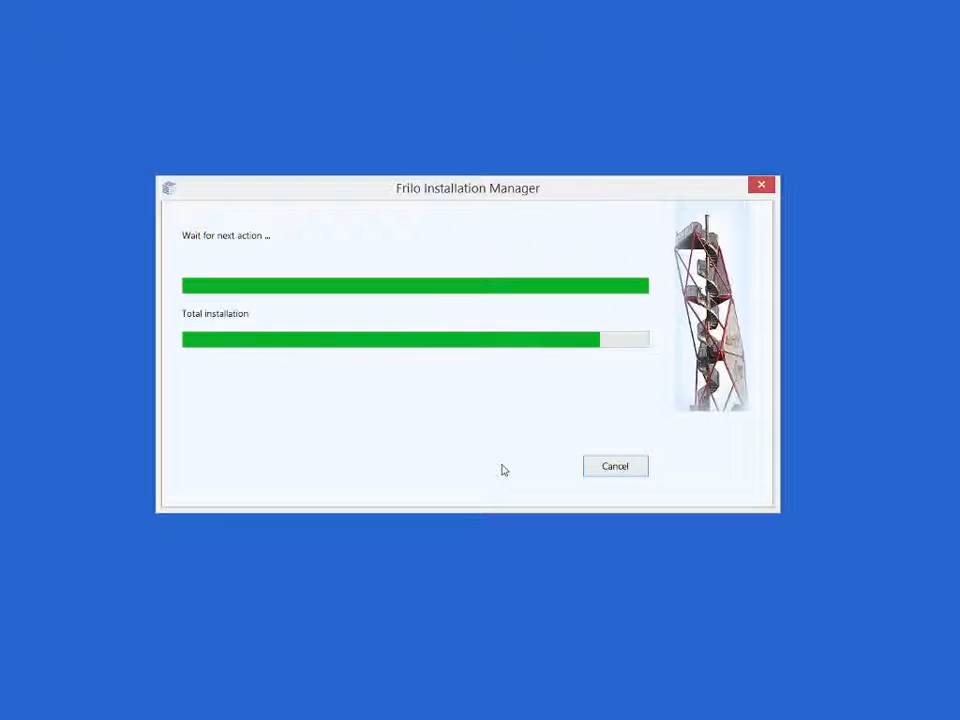 Frilo Installation Manager
Wait for next action ...
Total installation
Cancel